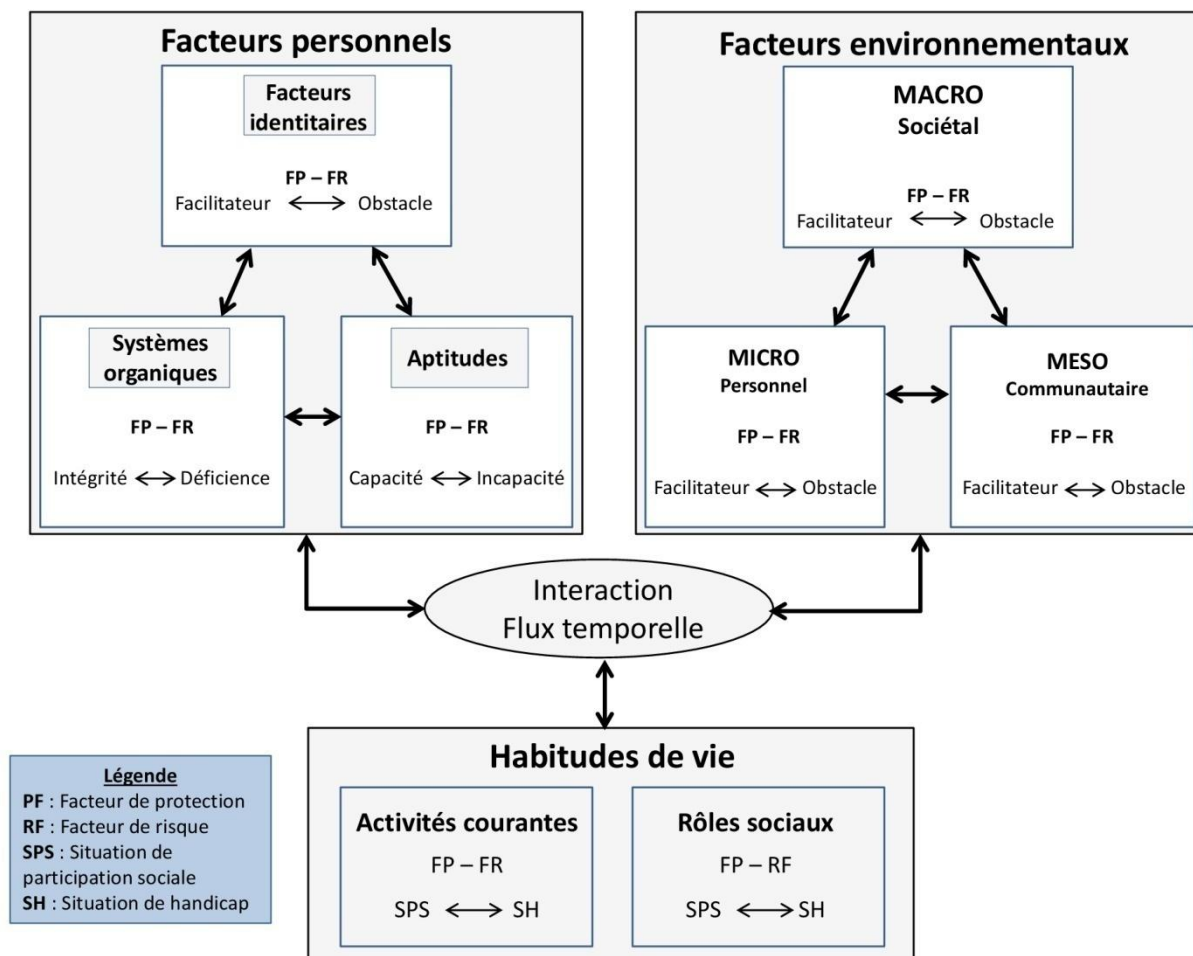 Facteurs personnels
Facteurs
identitaires
FP – FR
Facilitateur Obstacle
Systèmes
organiques
FP – FR
Intégrité Déficience
Aptitudes
FP – FR
Capacité Incapacité
Facteurs environnementaux
MACRO
Sociétal
FP – FR
Facilitateur Obstacle
MICRO
Personnel
FP – FR
Facilitateur Obstacle
MESO
Communautaire
FP – FR
Facilitateur Obstacle
Interaction
Flux temporelle
Habitudes de vie
Activités courantes
FP – FR
SPS SH
Rôles sociaux
FP – RF
SPS SH
Légende
PF : Facteur de protection
RF : Facteur de risque
SPS : Situation de
participation sociale
SH : Situation de handicap